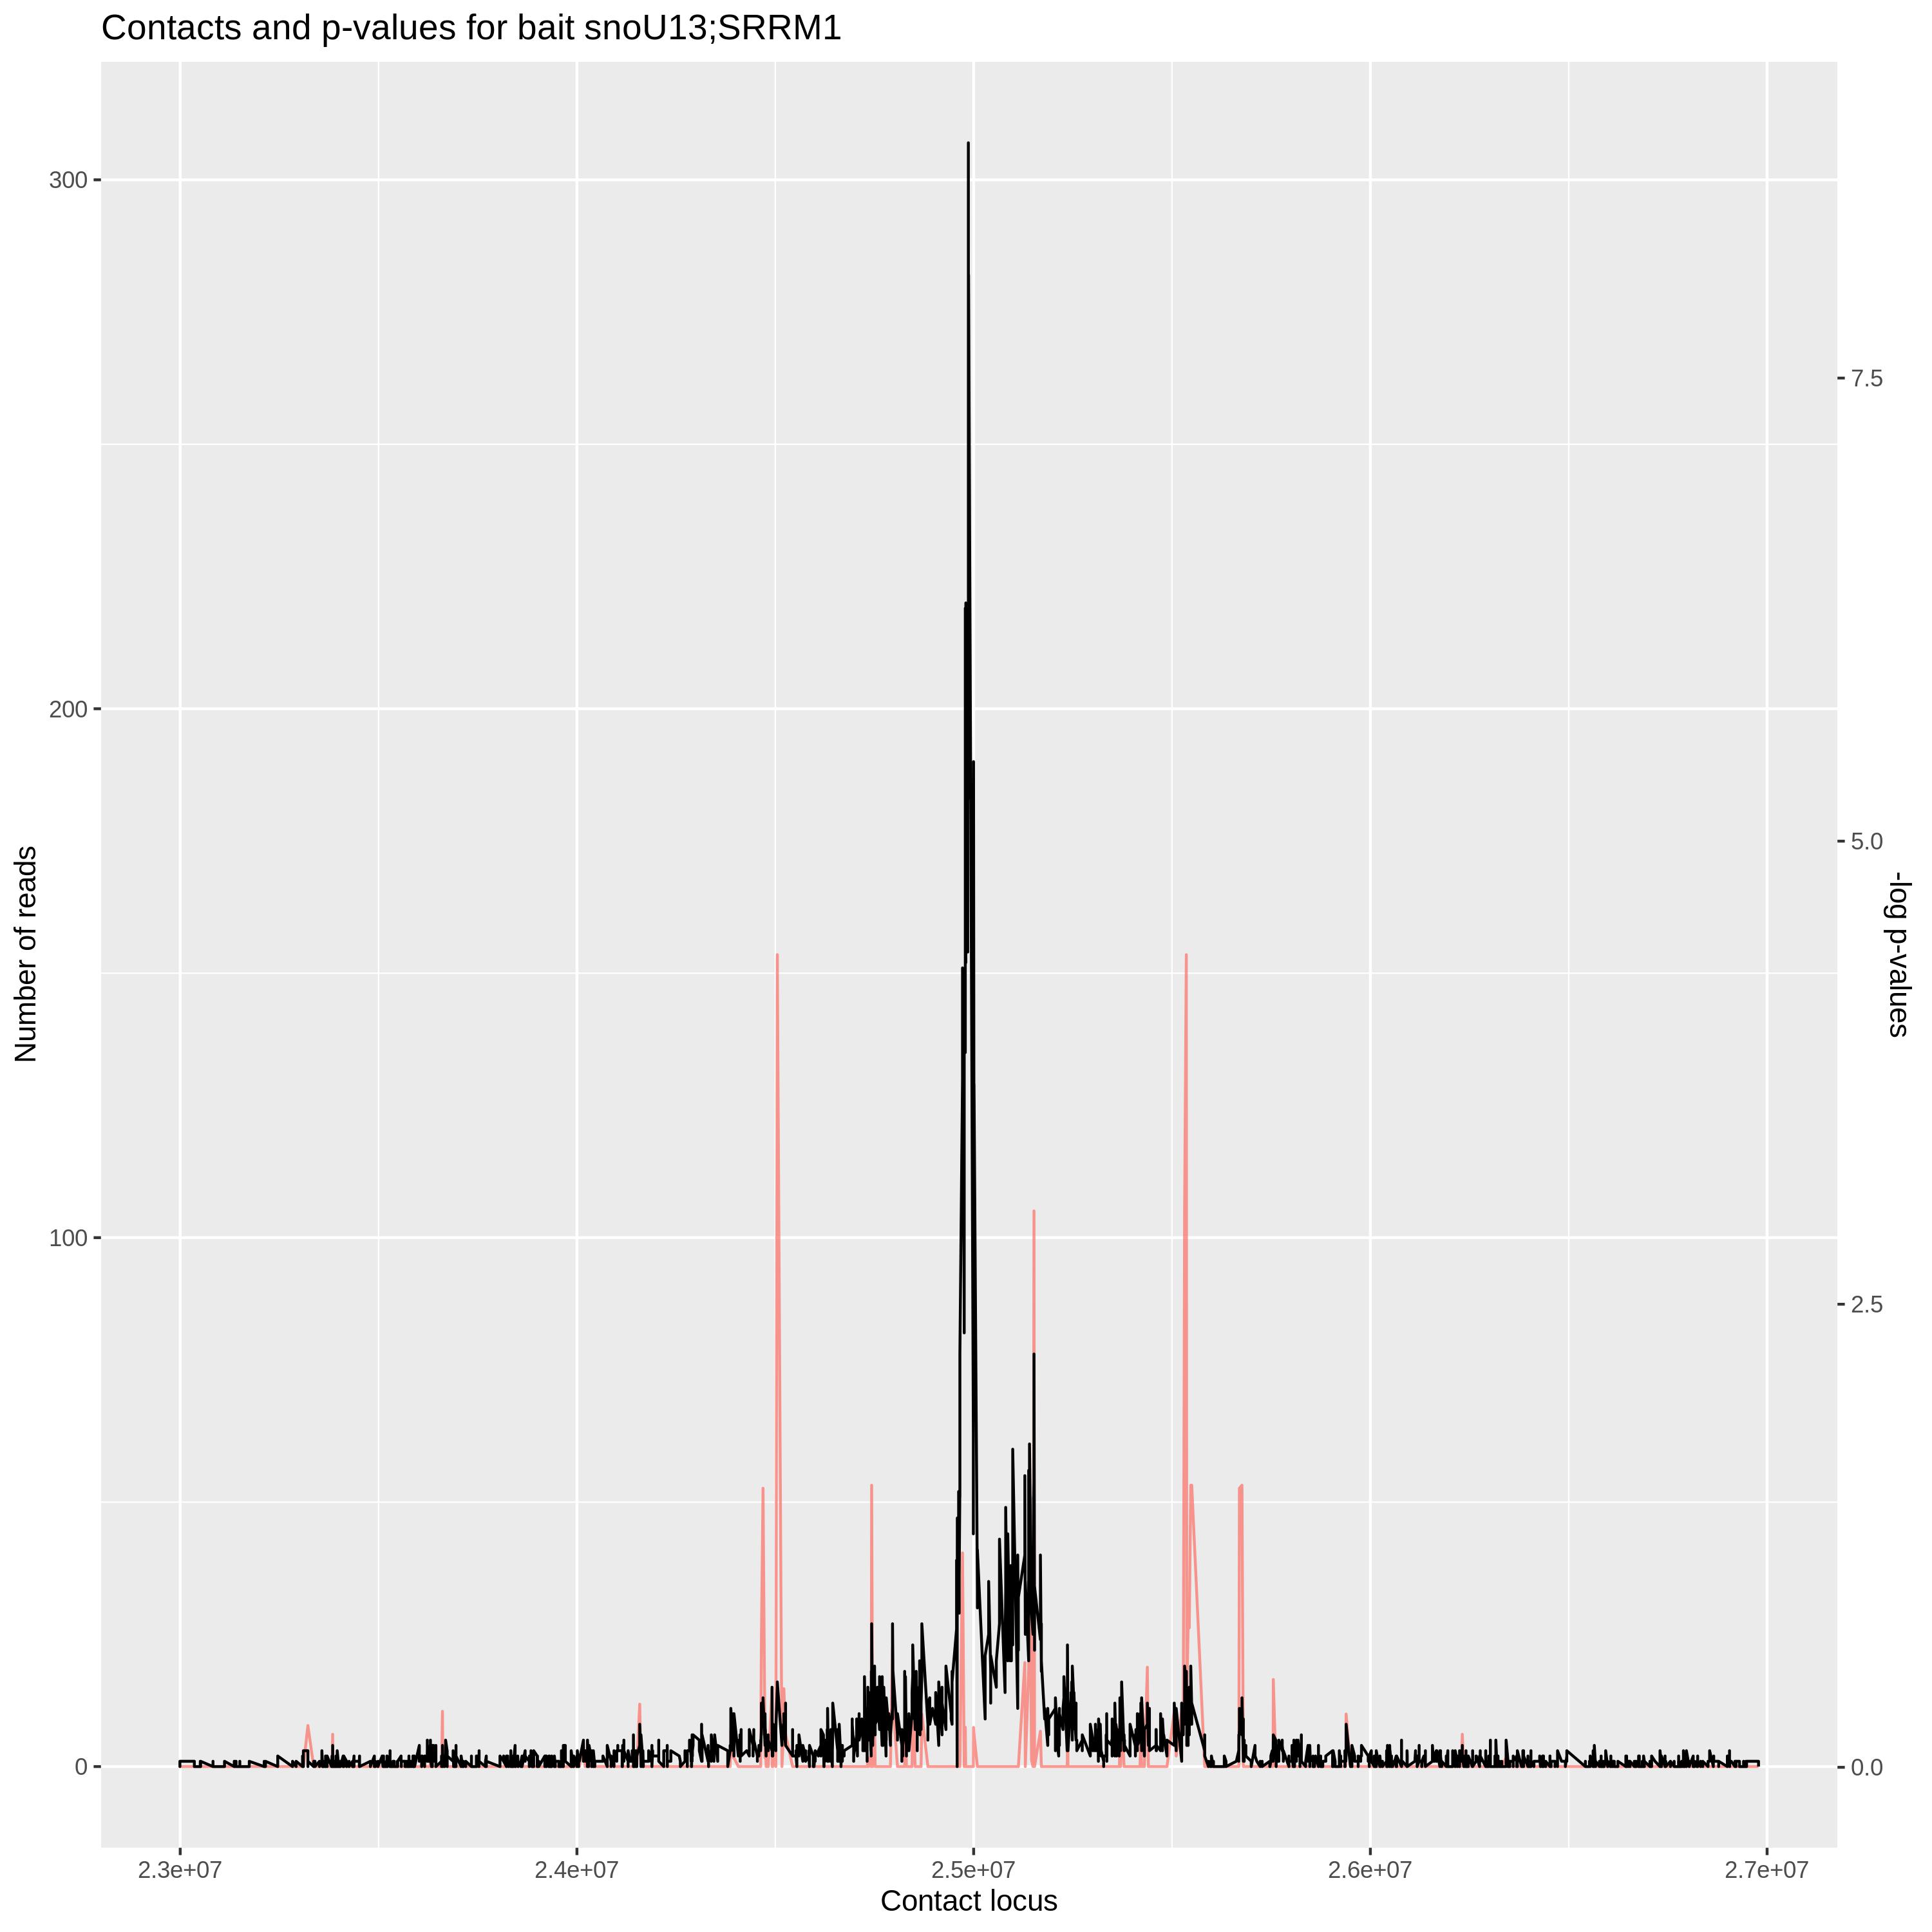 Contacts and p-values for bait snoU13;SRRM1
Number of reads
300
200
100
0
7.5
5.0
2.5
0.0
-log p-values
2.3e+07
2.4e+07
2.5e+07
2.6e+07
2.7e+07
Contact locus